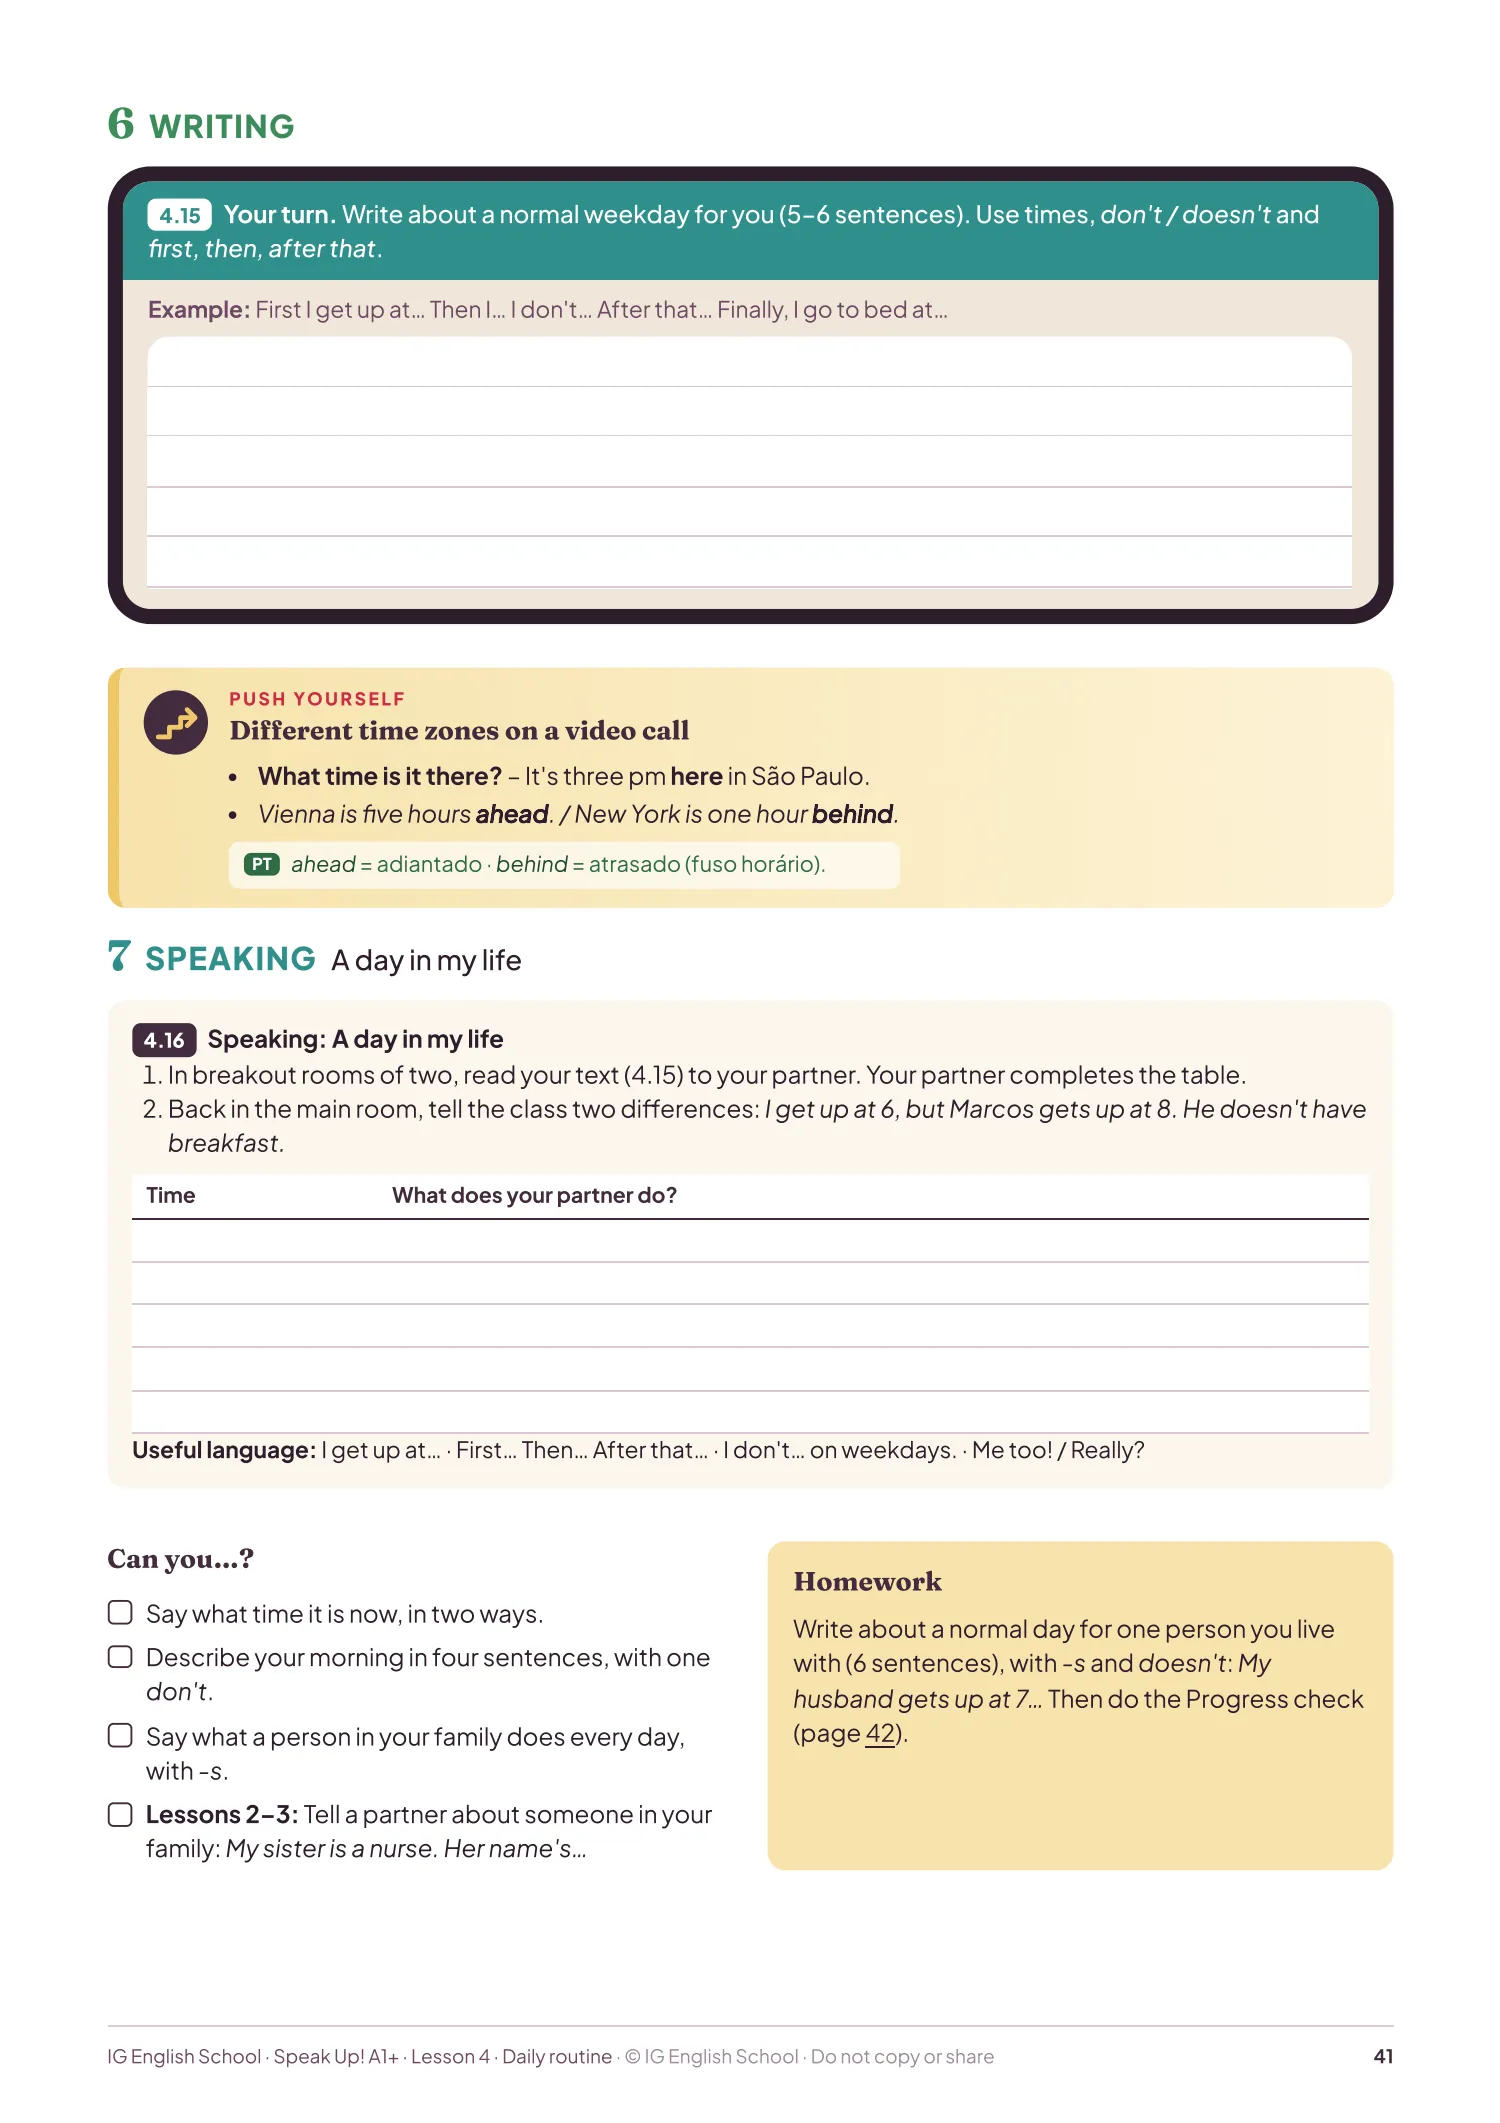 6 WRITING
4.15 Your turn. Write about a normal weekday for you (5–6 sentences). Use times, don't / doesn't and
first, then, after that.
Example: First I get up at… Then I… I don't… After that… Finally, I go to bed at…
PUSH YOURSELF
Different time zones on a video call
• What time is it there? – It's three pm here in São Paulo.
• Vienna is five hours ahead. / New York is one hour behind.
PT ahead = adiantado · behind = atrasado (fuso horário).
7 SPEAKING A day in my life
4.16 Speaking: A day in my life
1. In breakout rooms of two, read your text (4.15) to your partner. Your partner completes the table.
2. Back in the main room, tell the class two differences: I get up at 6, but Marcos gets up at 8. He doesn't have
breakfast.
Time What does your partner do?
Useful language: I get up at… · First… Then… After that… · I don't… on weekdays. · Me too! / Really?
Can you…?
Say what time it is now, in two ways.
Describe your morning in four sentences, with one
don't.
Say what a person in your family does every day,
with -s.
Lessons 2–3: Tell a partner about someone in your
family: My sister is a nurse. Her name's…
Homework
Write about a normal day for one person you live
with (6 sentences), with -s and doesn't: My
husband gets up at 7… Then do the Progress check
(page 42).
IG English School · Speak Up! A1+ · Lesson 4 · Daily routine · © IG English School · Do not copy or share 41